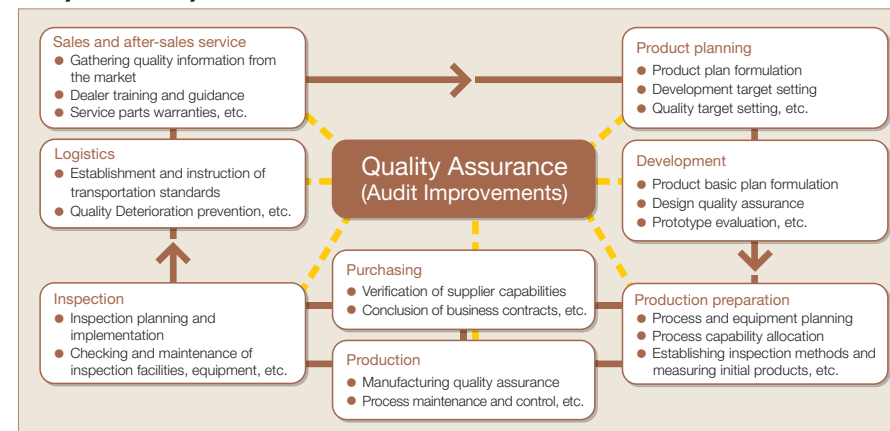 Sales and after-sales service
● Gathering quality information from
the market
● Dealer training and guidance
● Service parts warranties, etc.
Product planning
● Product plan formulation
● Development target setting
● Quality target setting, etc.
Logistics
● Establishment and instruction of
transportation standards
● Quality Deterioration prevention, etc.
Quality Assurance
(Audit Improvements)
Development
● Product basic plan formulation
● Design quality assurance
● Prototype evaluation, etc.
Purchasing
● Verification of supplier capabilities
● Conclusion of business contracts, etc.
Inspection
● Inspection planning and
implementation
● Checking and maintenance of
inspection facilities, equipment, etc.
Production preparation
● Process and equipment planning
● Process capability allocation
● Establishing inspection methods and
measuring initial products, etc.
Production
● Manufacturing quality assurance
● Process maintenance and control, etc.